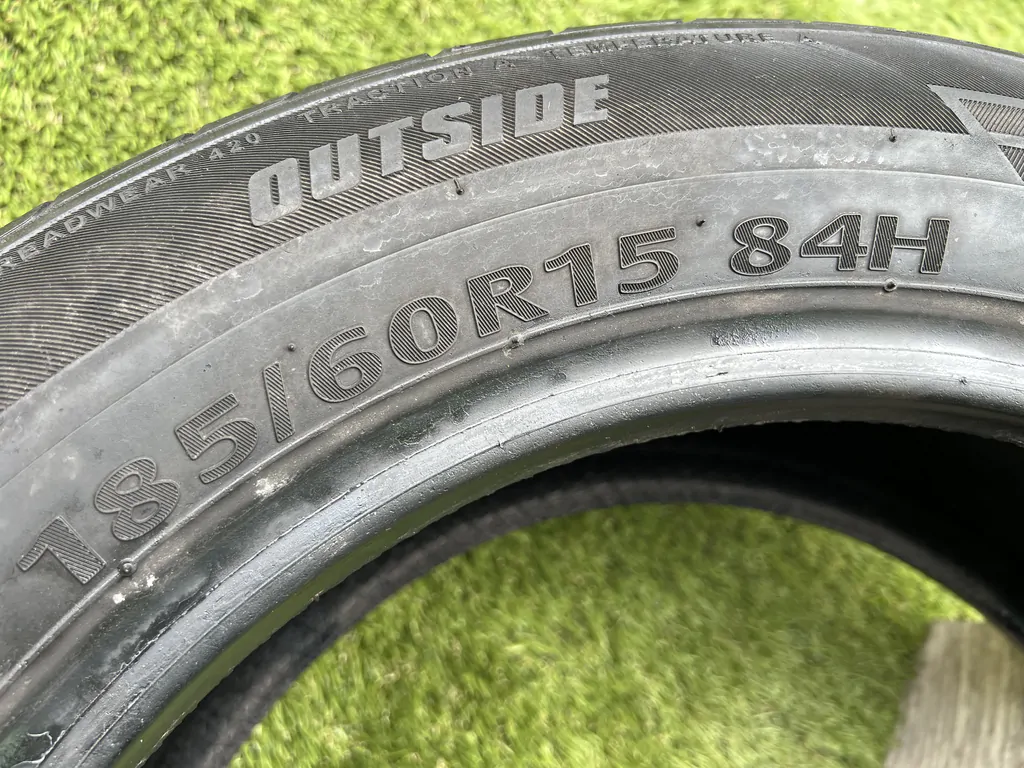 TREADWEAR 420 TRACTION A TEMPERATURE A
OUTSIDE
185/60R15 84H